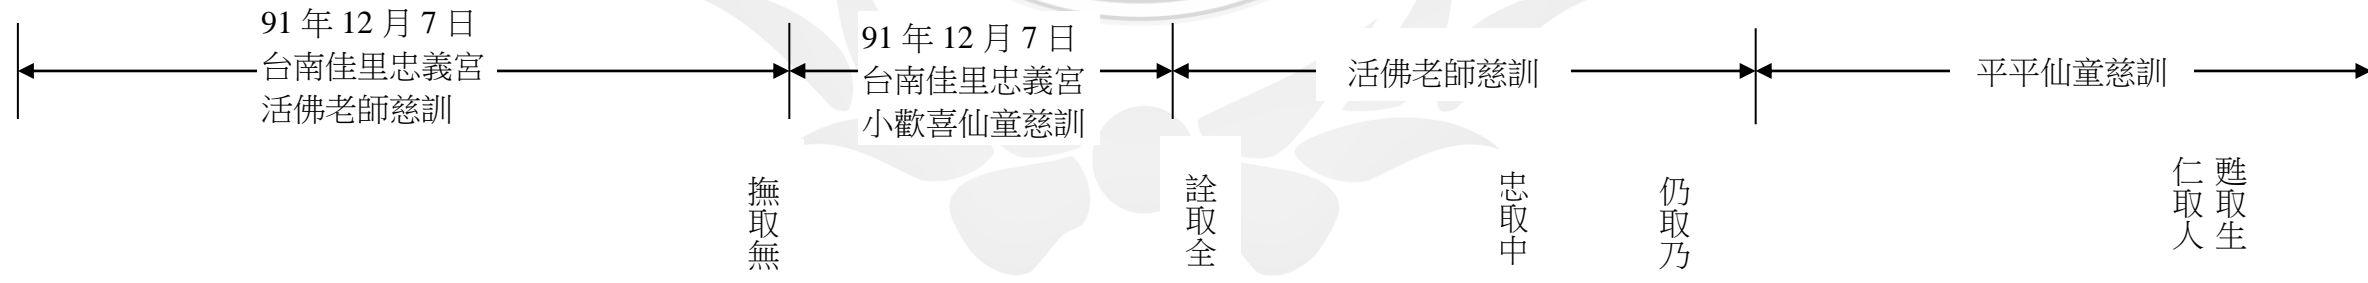 91 年 12 月 7 日
台南佳里忠義宮
活佛老師慈訓
91 年 12 月 7 日
台南佳里忠義宮
小歡喜仙童慈訓
活佛老師慈訓
平平仙童慈訓
撫取無
詮取全
忠取中
仍取乃
甦取生
仁取人